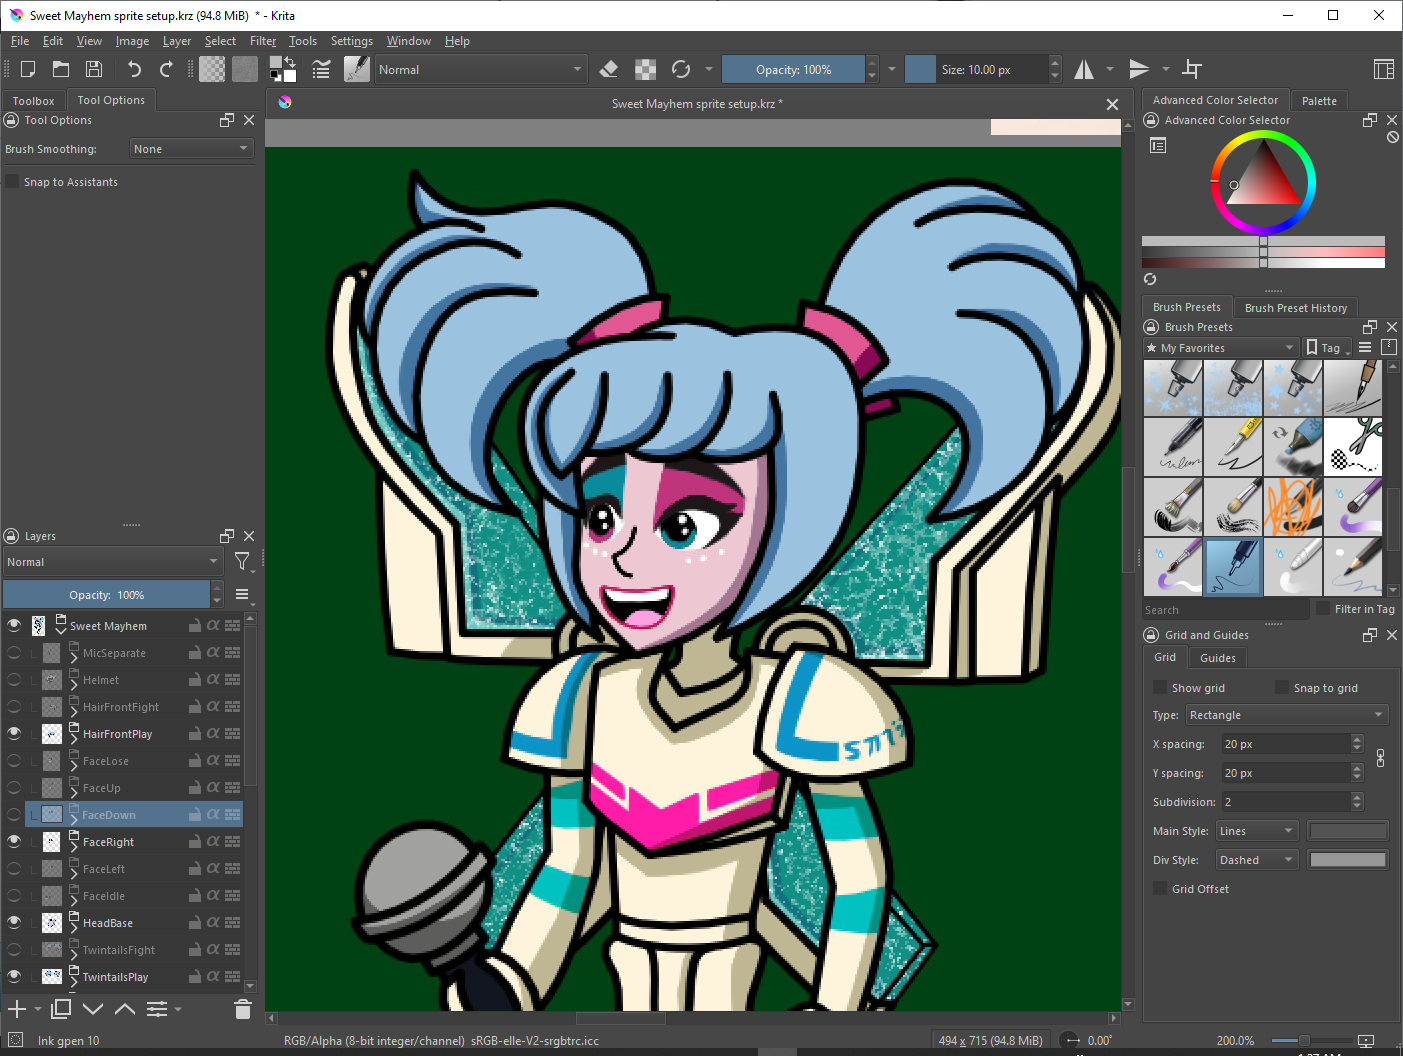 Sweet Mayhem sprite setup.krz (94.8 MiB)  * - Krita
File Edit View Image Layer Select Filter Tools Settings Window Help
Normal Opacity: 100% Size: 10.00 px
Toolbox Tool Options
Tool Options
Brush Smoothing: None
Snap to Assistants
Sweet Mayhem sprite setup.krz *
Advanced Color Selector Palette
Advanced Color Selector
Brush Presets Brush Preset History
Brush Presets
My Favorites Tag
Search Filter in Tag
Grid and Guides
Grid Guides
Show grid Snap to grid
Type: Rectangle
X spacing: 20 px
Y spacing: 20 px
Subdivision: 2
Main Style: Lines
Div Style: Dashed
Grid Offset
Layers
Normal
Opacity: 100%
Sweet Mayhem
MicSeparate
Helmet
HairFrontFight
HairFrontPlay
FaceLose
FaceUp
FaceDown
FaceRight
FaceLeft
FaceIdle
HeadBase
TwintailsFight
TwintailsPlay
Ink gpen 10
RGB/Alpha (8-bit integer/channel) sRGB-elle-V2-srgbtrc.icc
494 x 715 (94.8 MiB)
0.00°
200.0%